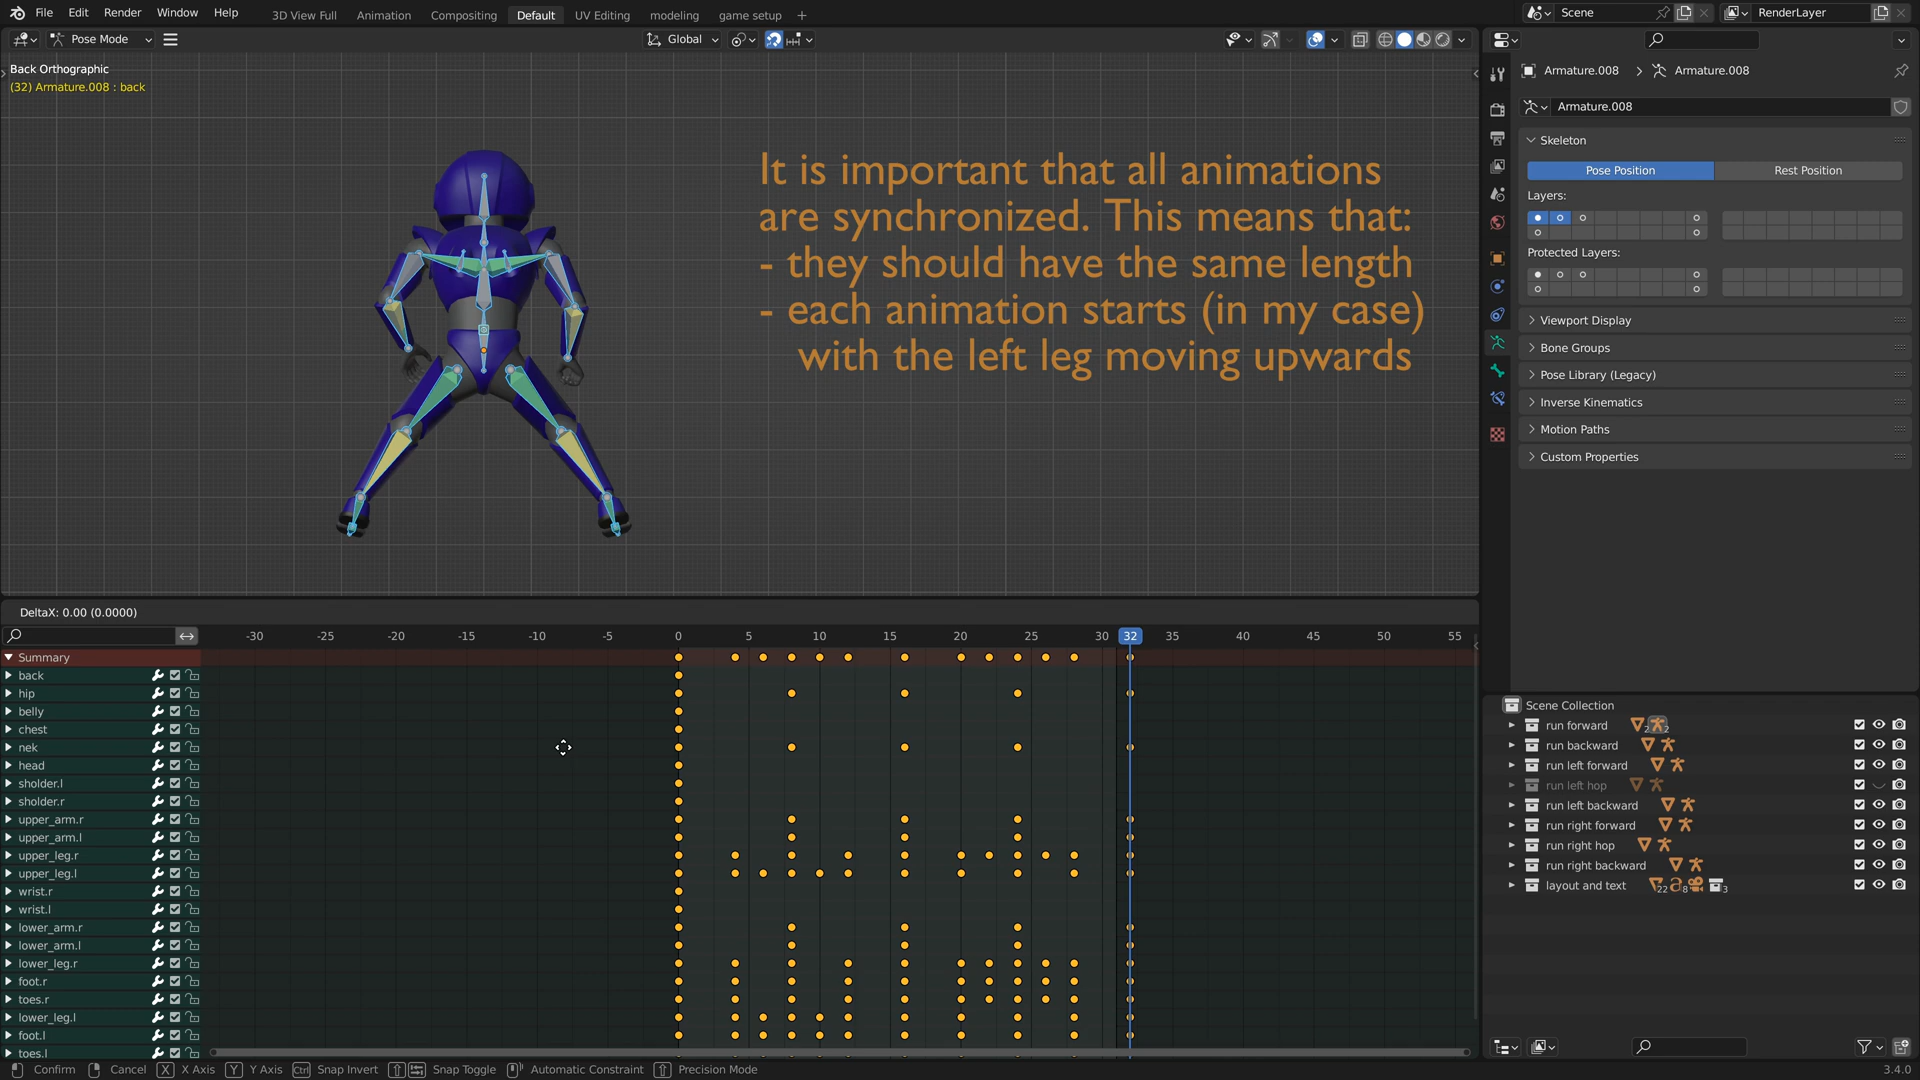 File Edit Render Window Help
3D View Full Animation Compositing Default UV Editing modeling game setup +
Scene RenderLayer
Pose Mode Global
Back Orthographic
(32) Armature.008 : back
It is important that all animations
are synchronized. This means that:
- they should have the same length
- each animation starts (in my case)
with the left leg moving upwards
Armature.008 > Armature.008
Armature.008
Skeleton
Pose Position Rest Position
Layers:
Protected Layers:
Viewport Display
Bone Groups
Pose Library (Legacy)
Inverse Kinematics
Motion Paths
Custom Properties
DeltaX: 0.00 (0.0000)
-30 -25 -20 -15 -10 -5 0 5 10 15 20 25 30 32 35 40 45 50 55
Summary
back
hip
belly
chest
nek
head
sholder.l
sholder.r
upper_arm.r
upper_arm.l
upper_leg.r
upper_leg.l
wrist.r
wrist.l
lower_arm.r
lower_arm.l
lower_leg.r
foot.r
toes.r
lower_leg.l
foot.l
toes.l
Scene Collection
run forward 2 2
run backward
run left forward
run left hop
run left backward
run right forward
run right hop
run right backward
layout and text 22 8 3
Confirm Cancel X X Axis Y Y Axis Ctrl Snap Invert Snap Toggle Automatic Constraint Precision Mode
3.4.0